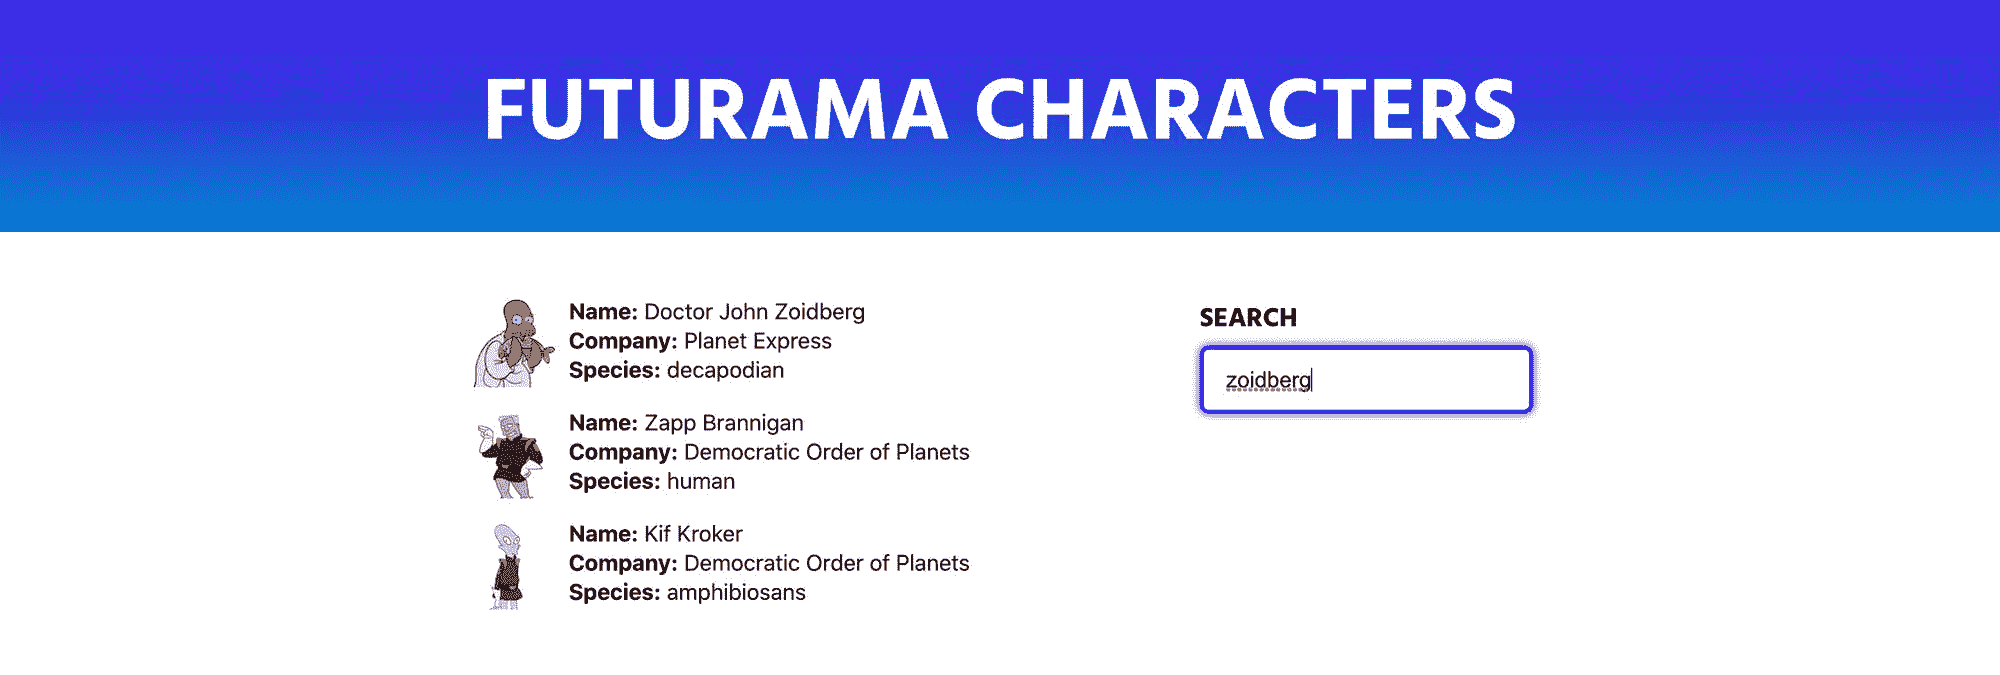 FUTURAMA CHARACTERS
Name: Doctor John Zoidberg
Company: Planet Express
Species: decapodian
Name: Zapp Brannigan
Company: Democratic Order of Planets
Species: human
Name: Kif Kroker
Company: Democratic Order of Planets
Species: amphibiosans
SEARCH
zoidberg